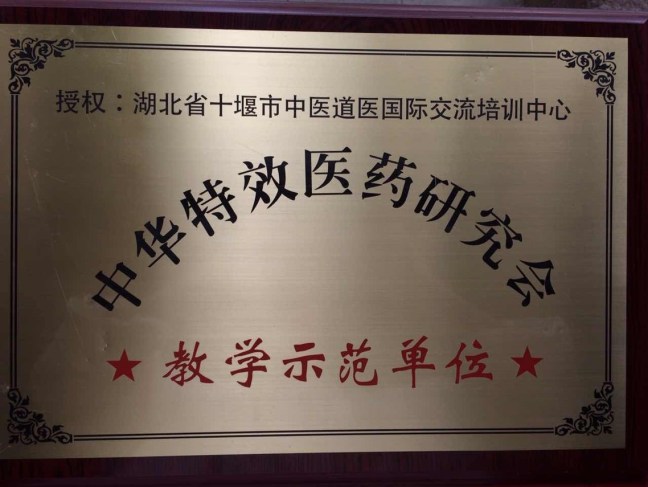 授权：湖北省十堰市中医道医国际交流培训中心
中华特效医药研究会
★教学示范单位★